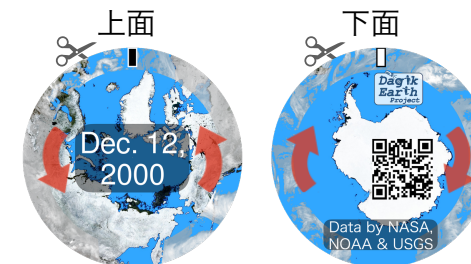 上面
下面
Dec. 12,
2000
Dagik
Earth
Project
Data by NASA,
NOAA & USGS